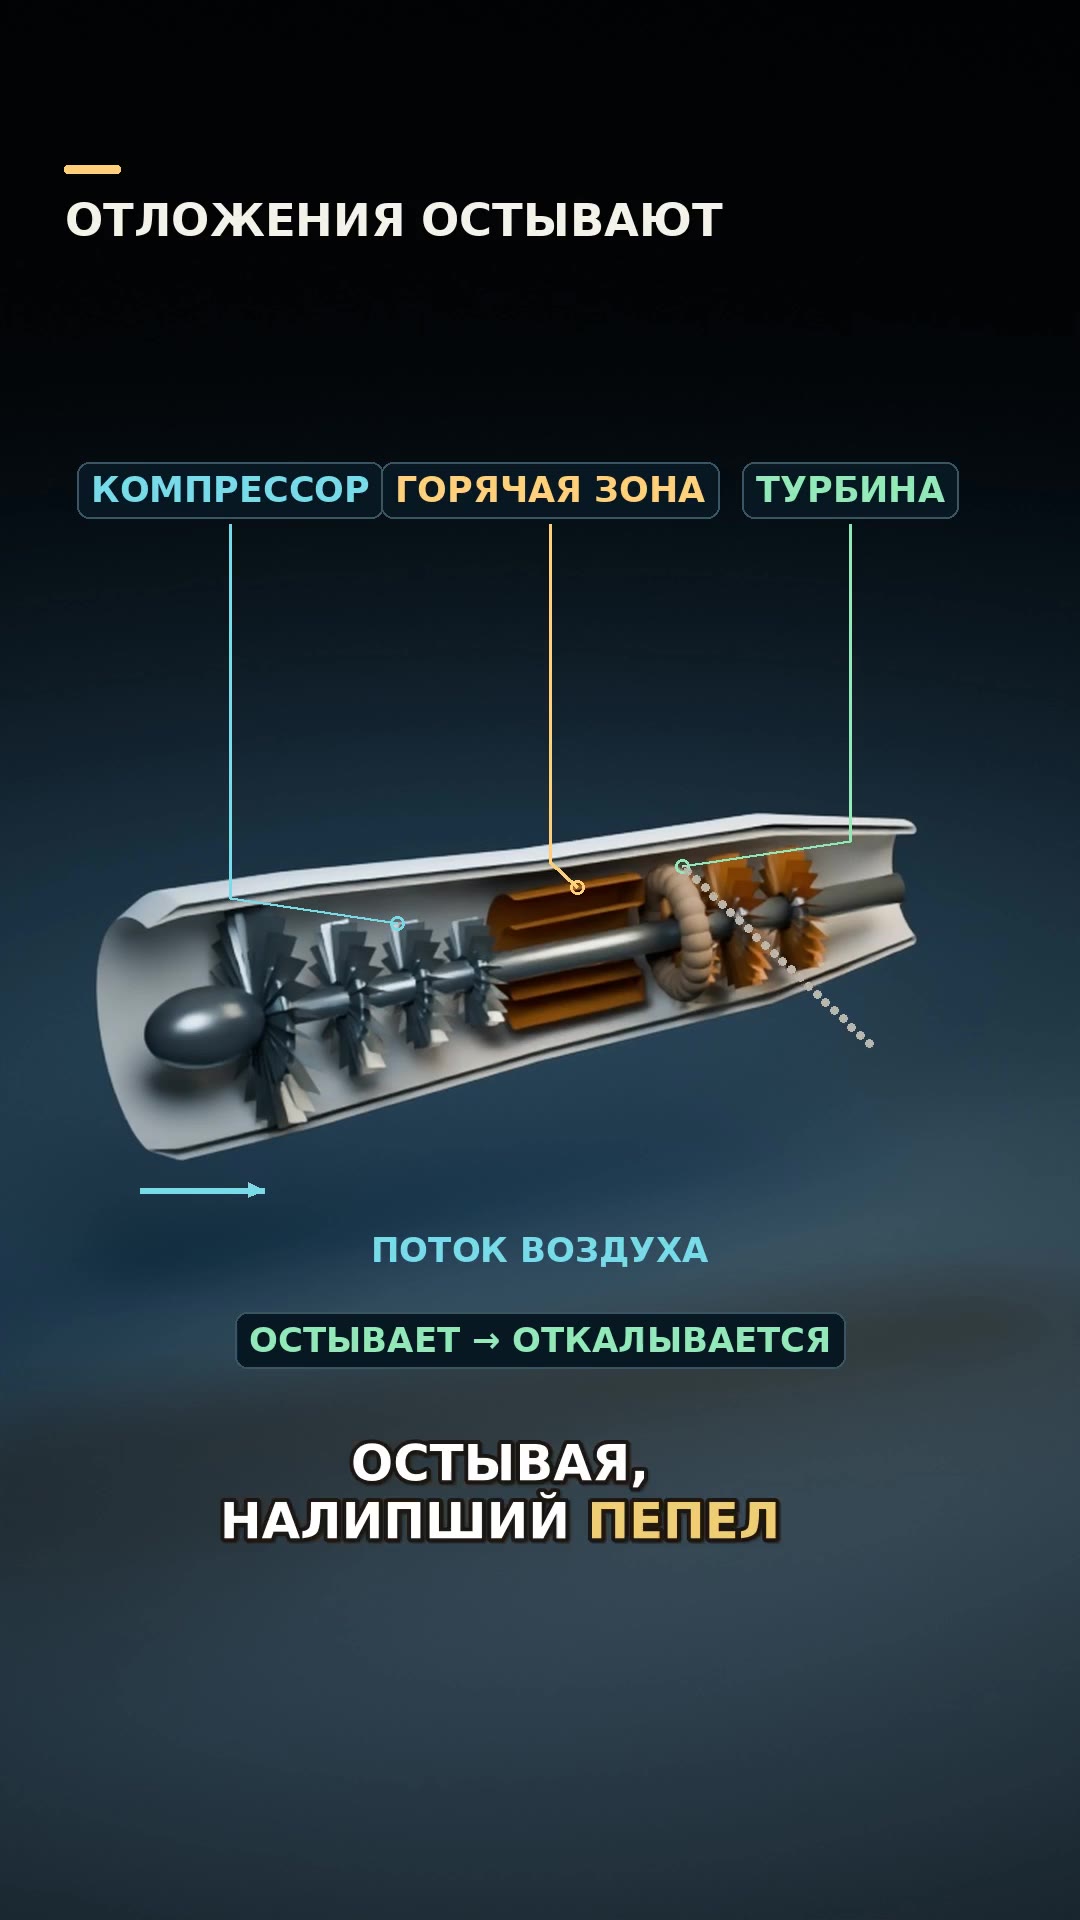 ОТЛОЖЕНИЯ ОСТЫВАЮТ
КОМПРЕССОР ГОРЯЧАЯ ЗОНА ТУРБИНА
ПОТОК ВОЗДУХА
ОСТЫВАЕТ → ОТКАЛЫВАЕТСЯ
ОСТЫВАЯ,
НАЛИПШИЙ ПЕПЕЛ